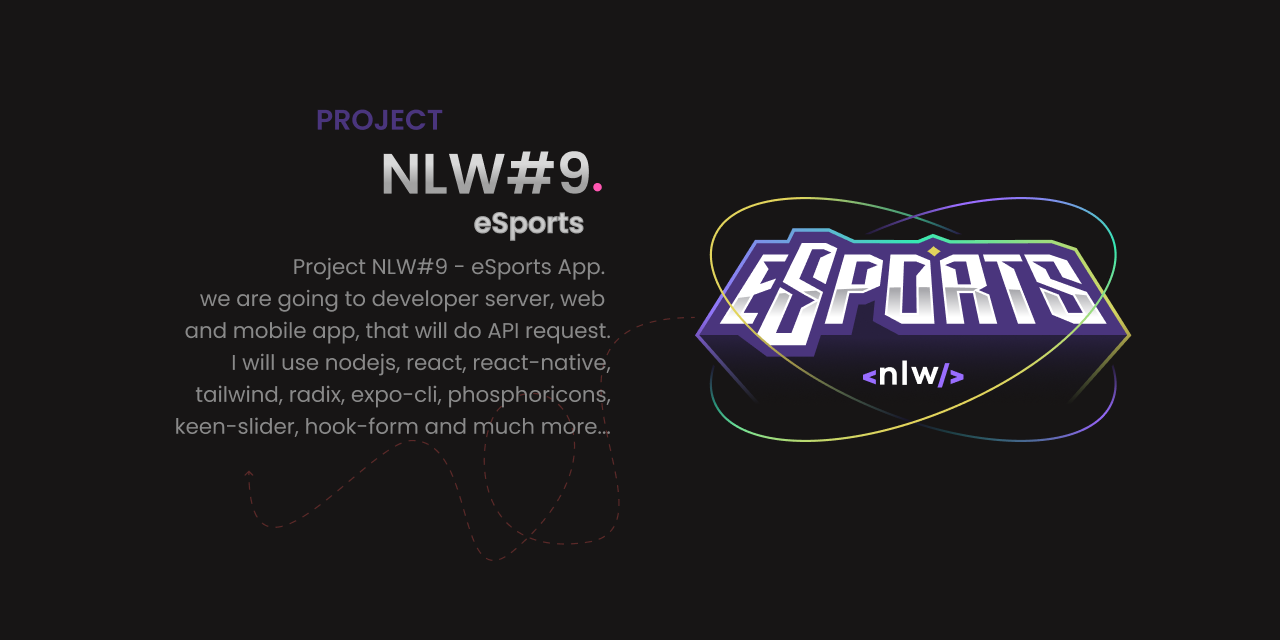 PROJECT
NLW#9.
eSports
Project NLW#9 - eSports App.
we are going to developer server, web
and mobile app, that will do API request.
I will use nodejs, react, react-native,
tailwind, radix, expo-cli, phosphoricons,
keen-slider, hook-form and much more...
ESPORTS
<nlw/>